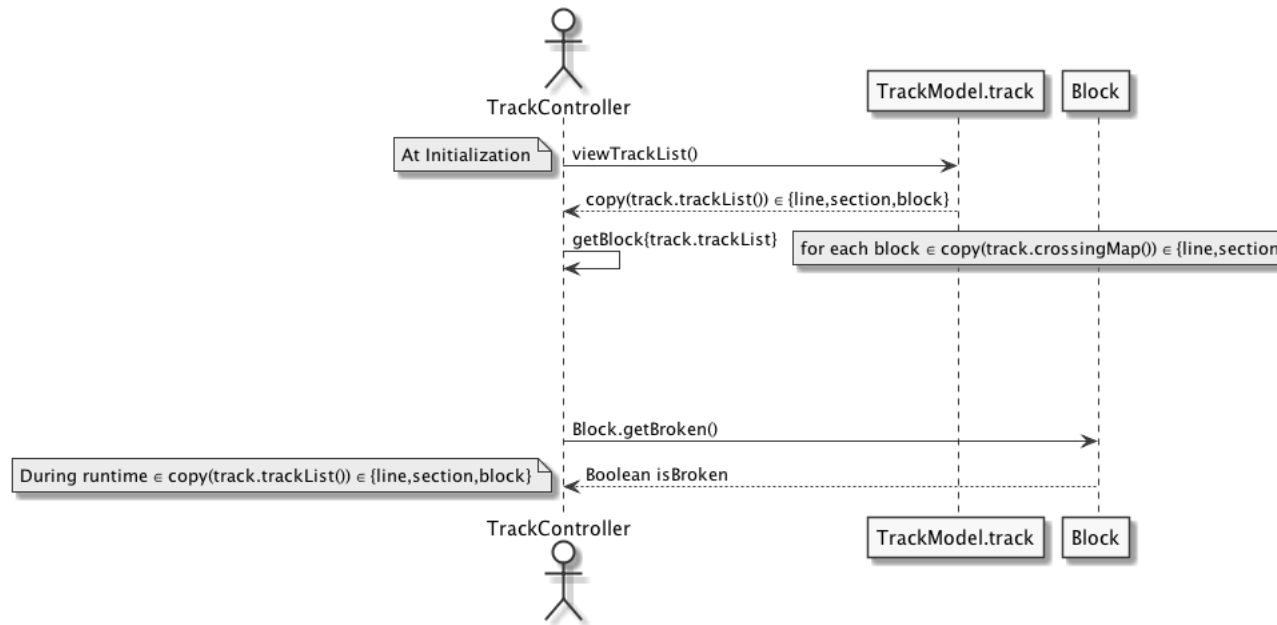 TrackController
TrackModel.track
Block
At Initialization
viewTrackList()
copy(track.trackList()) ∈ {line,section,block}
getBlock{track.trackList}
for each block ∈ copy(track.crossingMap()) ∈ {line,section
Block.getBroken()
During runtime ∈ copy(track.trackList()) ∈ {line,section,block}
Boolean isBroken
TrackController
TrackModel.track
Block